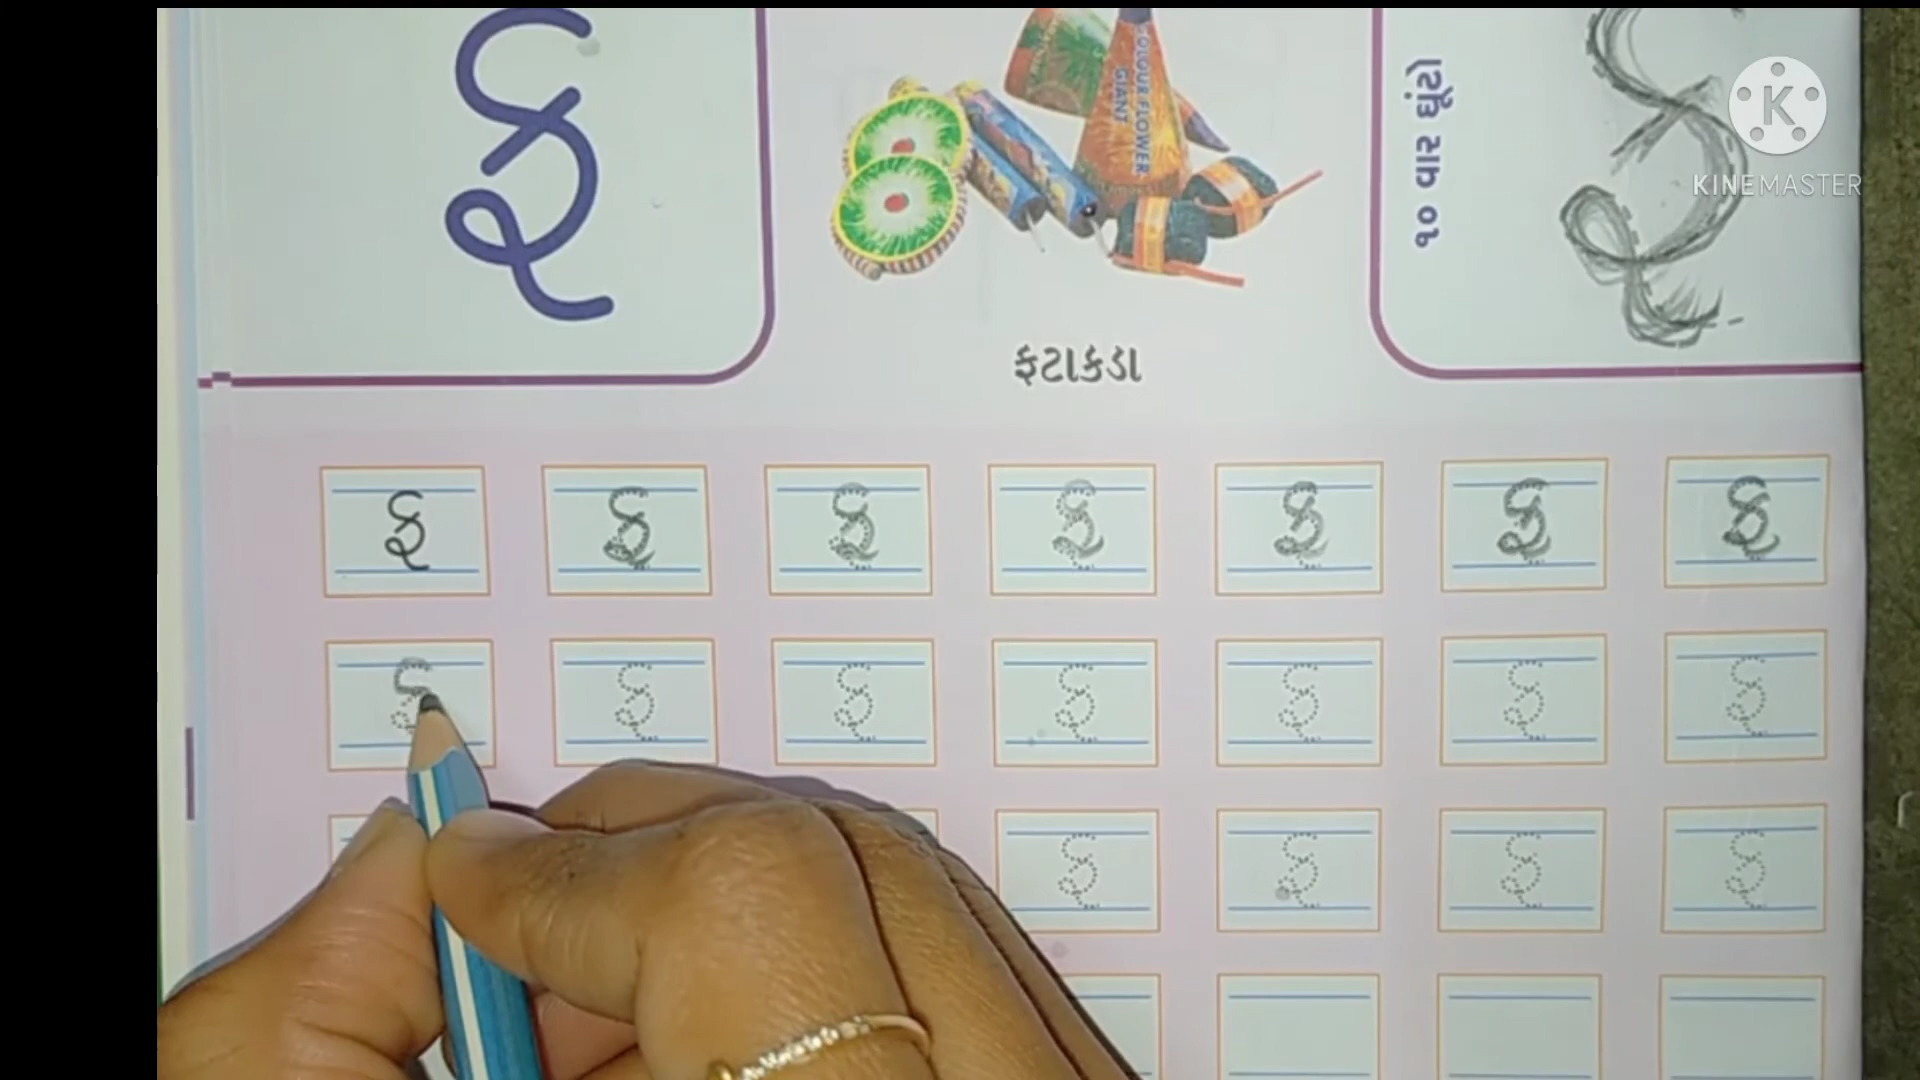 ફ
COLOUR FLOWER
GIANT
૧૦ વાર ઘૂંટો
ફ
KINEMASTER
ફટાકડા
ફ ફ ફ ફ ફ ફ ફ
ફ ફ ફ ફ ફ ફ ફ
ફ ફ ફ ફ